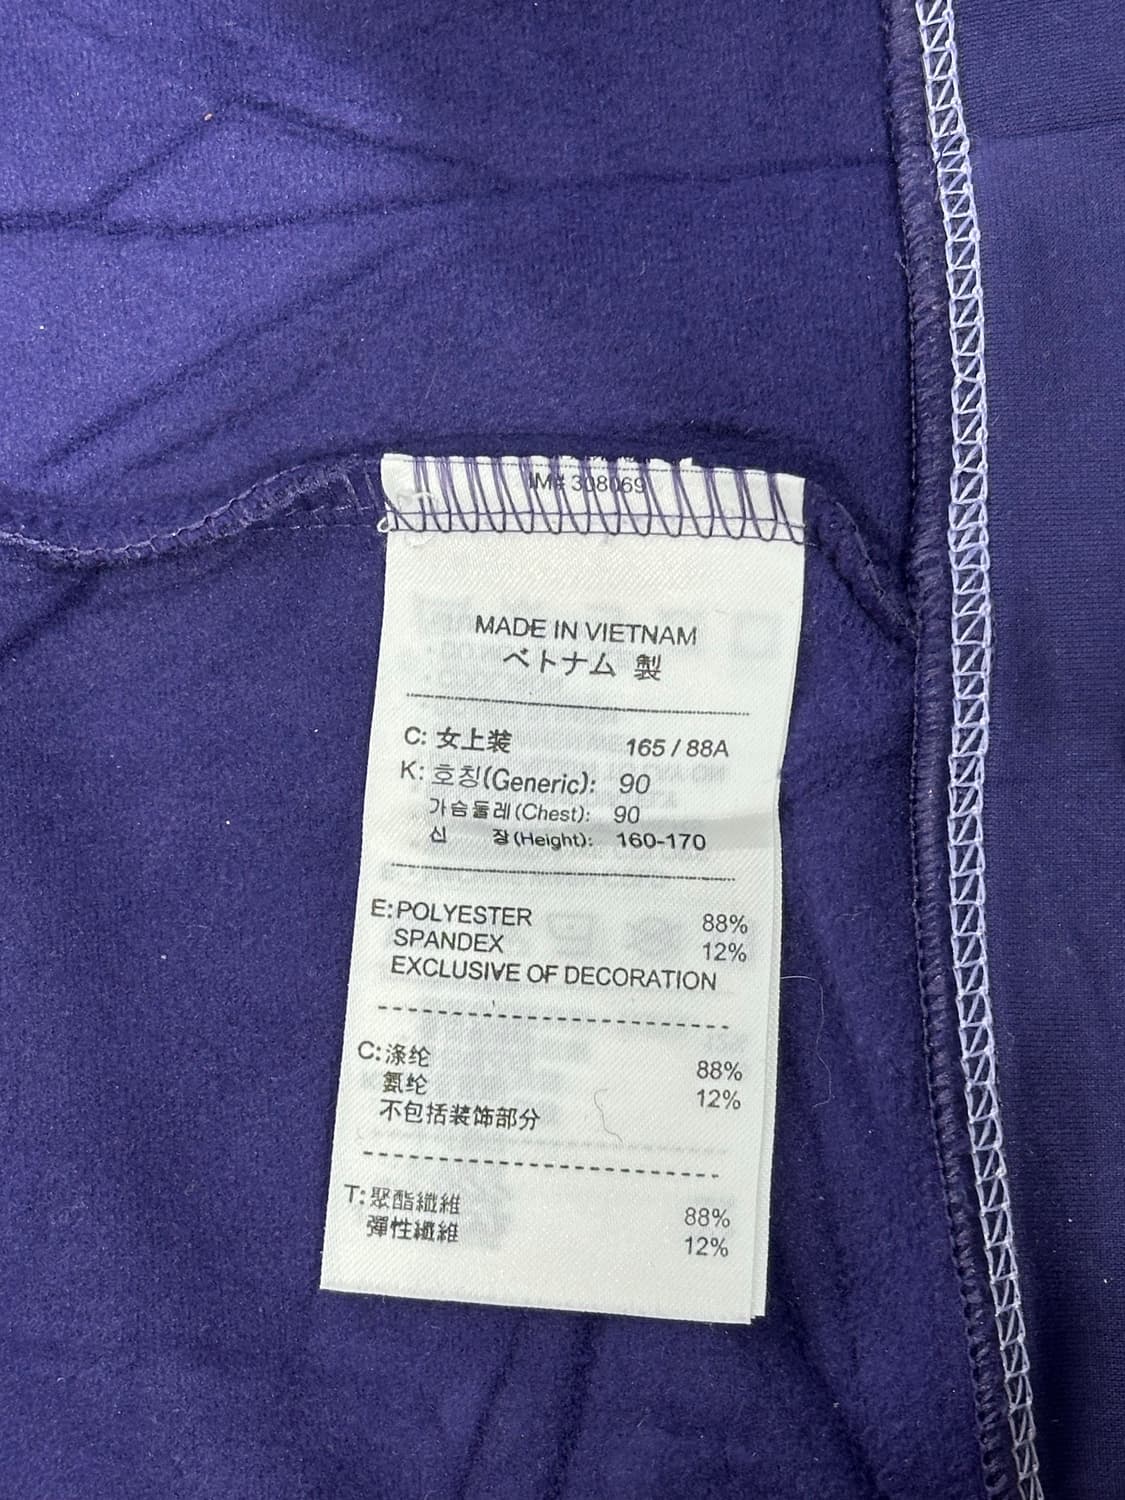 IM# 308069
MADE IN VIETNAM
ベトナム 製
C: 女上装 165 / 88A
K: 호칭(Generic): 90
가슴둘레(Chest): 90
신 장(Height): 160-170
E: POLYESTER 88%
SPANDEX 12%
EXCLUSIVE OF DECORATION
C: 涤纶 88%
氨纶 12%
不包括装饰部分
T: 聚酯纖維 88%
彈性纖維 12%